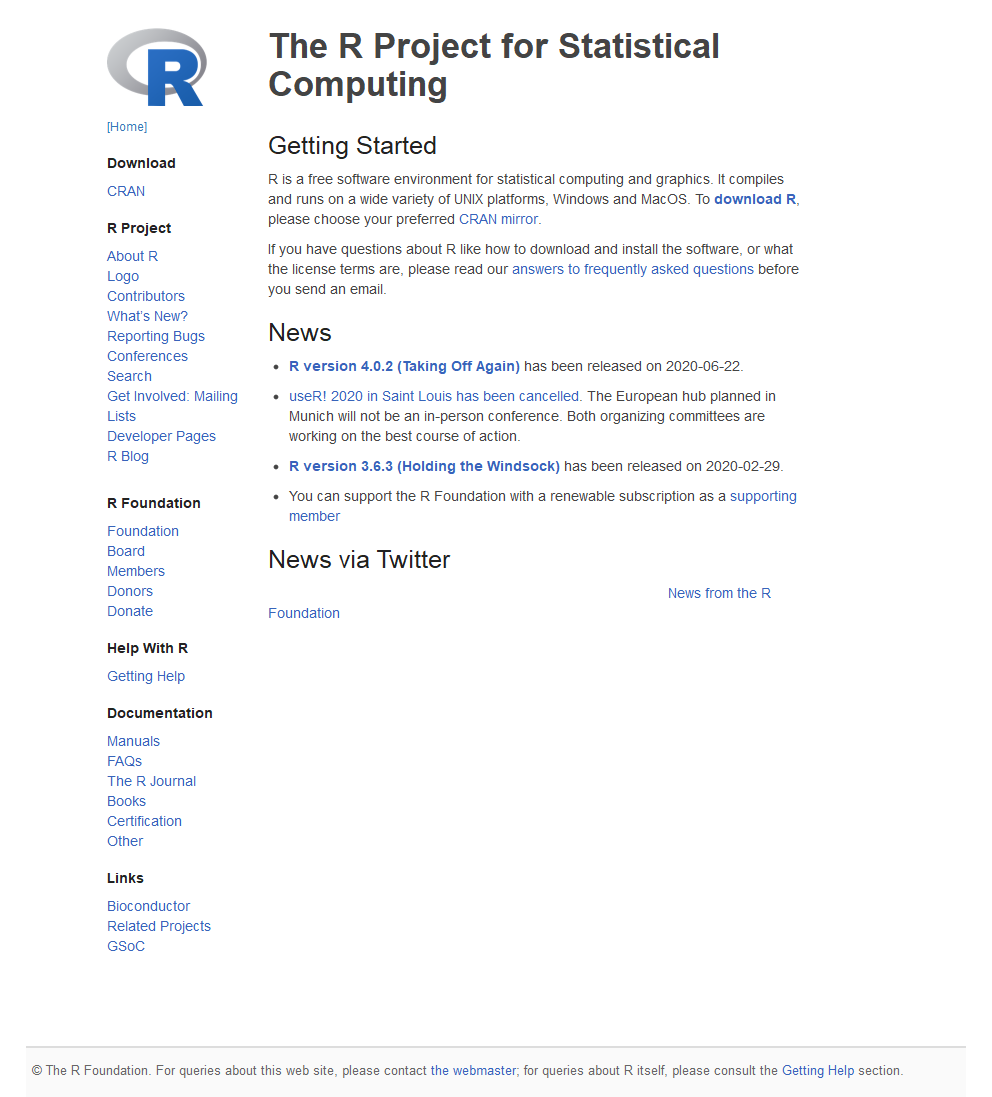 R
[Home]
Download
CRAN
R Project
About R
Logo
Contributors
What's New?
Reporting Bugs
Conferences
Search
Get Involved: Mailing
Lists
Developer Pages
R Blog
R Foundation
Foundation
Board
Members
Donors
Donate
Help With R
Getting Help
Documentation
Manuals
FAQs
The R Journal
Books
Certification
Other
Links
Bioconductor
Related Projects
GSoC
The R Project for Statistical
Computing
Getting Started
R is a free software environment for statistical computing and graphics. It compiles
and runs on a wide variety of UNIX platforms, Windows and MacOS. To download R,
please choose your preferred CRAN mirror.
If you have questions about R like how to download and install the software, or what
the license terms are, please read our answers to frequently asked questions before
you send an email.
News
• R version 4.0.2 (Taking Off Again) has been released on 2020-06-22.
• useR! 2020 in Saint Louis has been cancelled. The European hub planned in
Munich will not be an in-person conference. Both organizing committees are
working on the best course of action.
• R version 3.6.3 (Holding the Windsock) has been released on 2020-02-29.
• You can support the R Foundation with a renewable subscription as a supporting
member
News via Twitter
News from the R
Foundation
© The R Foundation. For queries about this web site, please contact the webmaster; for queries about R itself, please consult the Getting Help section.